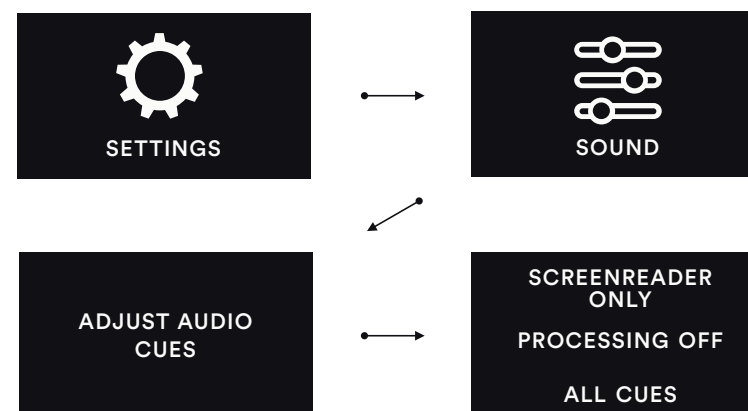 SETTINGS
SOUND
ADJUST AUDIO
CUES
SCREENREADER
ONLY
PROCESSING OFF
ALL CUES